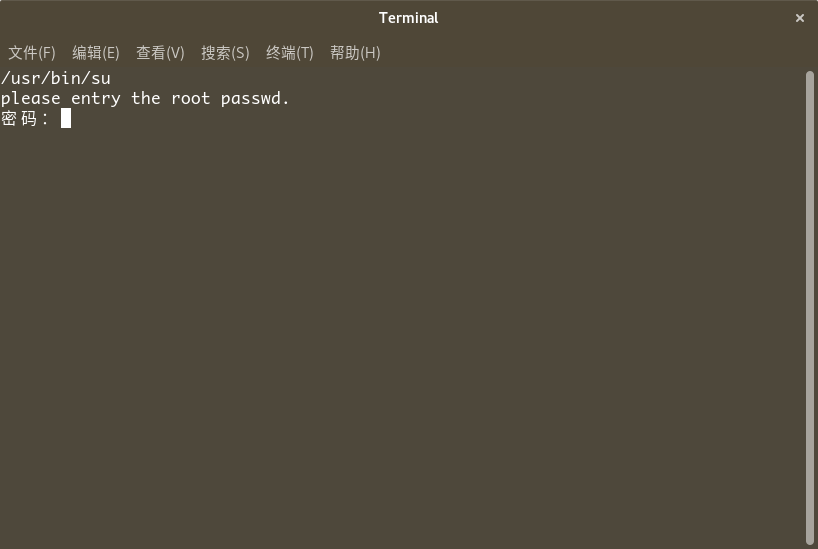 Terminal ×
文件(F) 编辑(E) 查看(V) 搜索(S) 终端(T) 帮助(H)
/usr/bin/su
please entry the root passwd.
密码：